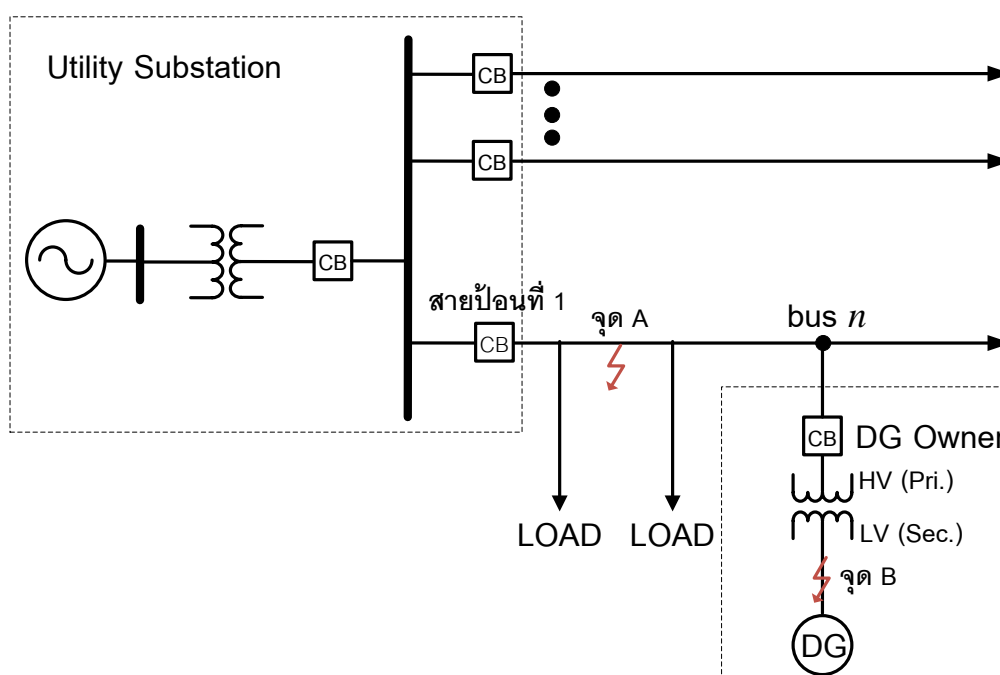 Utility Substation
CB
CB
CB
สายป้อนที่ 1
CB
จุด A
bus n
LOAD
LOAD
CB
DG Owner
HV (Pri.)
LV (Sec.)
จุด B
DG